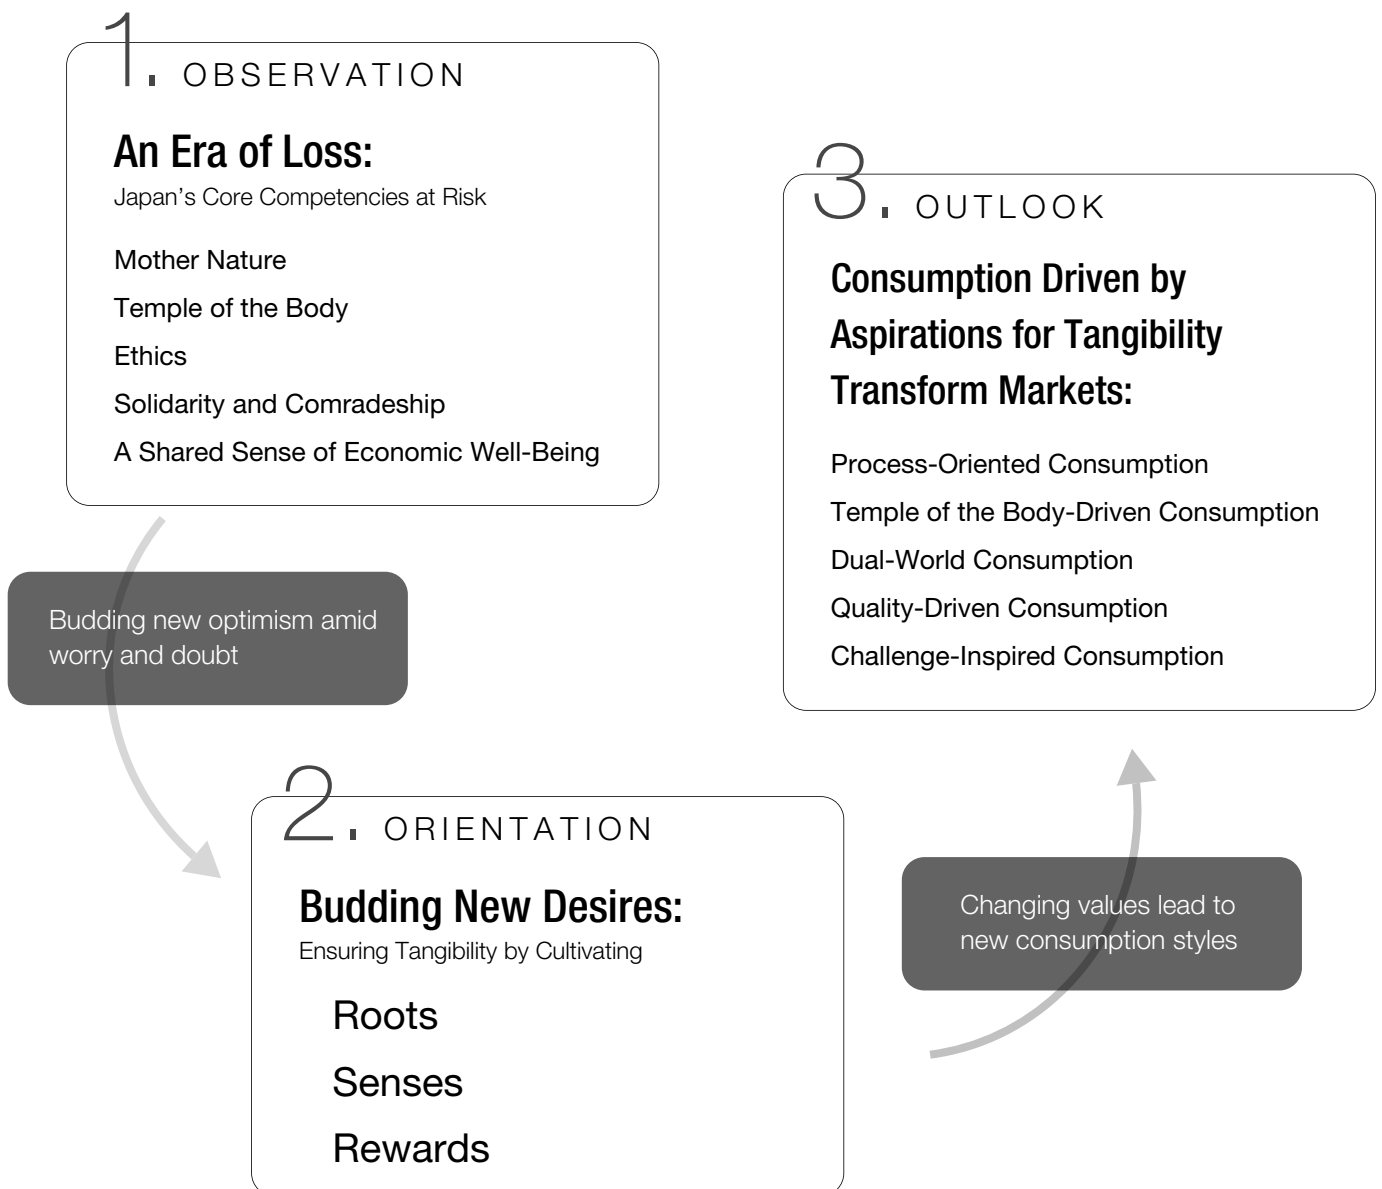 1. OBSERVATION
An Era of Loss:
Japan’s Core Competencies at Risk
Mother Nature
Temple of the Body
Ethics
Solidarity and Comradeship
A Shared Sense of Economic Well-Being
Budding new optimism amid
worry and doubt
2. ORIENTATION
Budding New Desires:
Ensuring Tangibility by Cultivating
Roots
Senses
Rewards
Changing values lead to
new consumption styles
3. OUTLOOK
Consumption Driven by
Aspirations for Tangibility
Transform Markets:
Process-Oriented Consumption
Temple of the Body-Driven Consumption
Dual-World Consumption
Quality-Driven Consumption
Challenge-Inspired Consumption